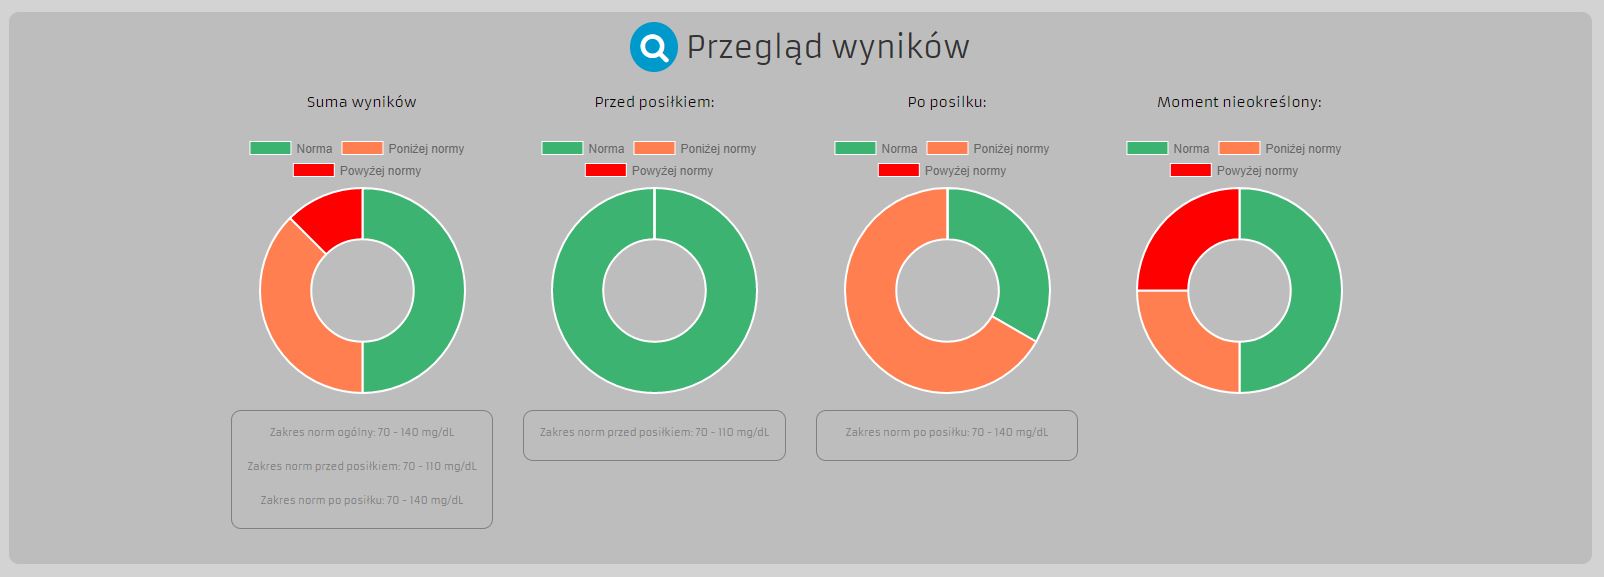 Przegląd wyników
Suma wyników
Norma Poniżej normy
Powyżej normy
Zakres norm ogólny: 70 - 140 mg/dL
Zakres norm przed posiłkiem: 70 - 110 mg/dL
Zakres norm po posiłku: 70 - 140 mg/dL
Przed posiłkiem:
Norma Poniżej normy
Powyżej normy
Zakres norm przed posiłkiem: 70 - 110 mg/dL
Po posilku:
Norma Poniżej normy
Powyżej normy
Zakres norm po posiłku: 70 - 140 mg/dL
Moment nieokreślony:
Norma Poniżej normy
Powyżej normy